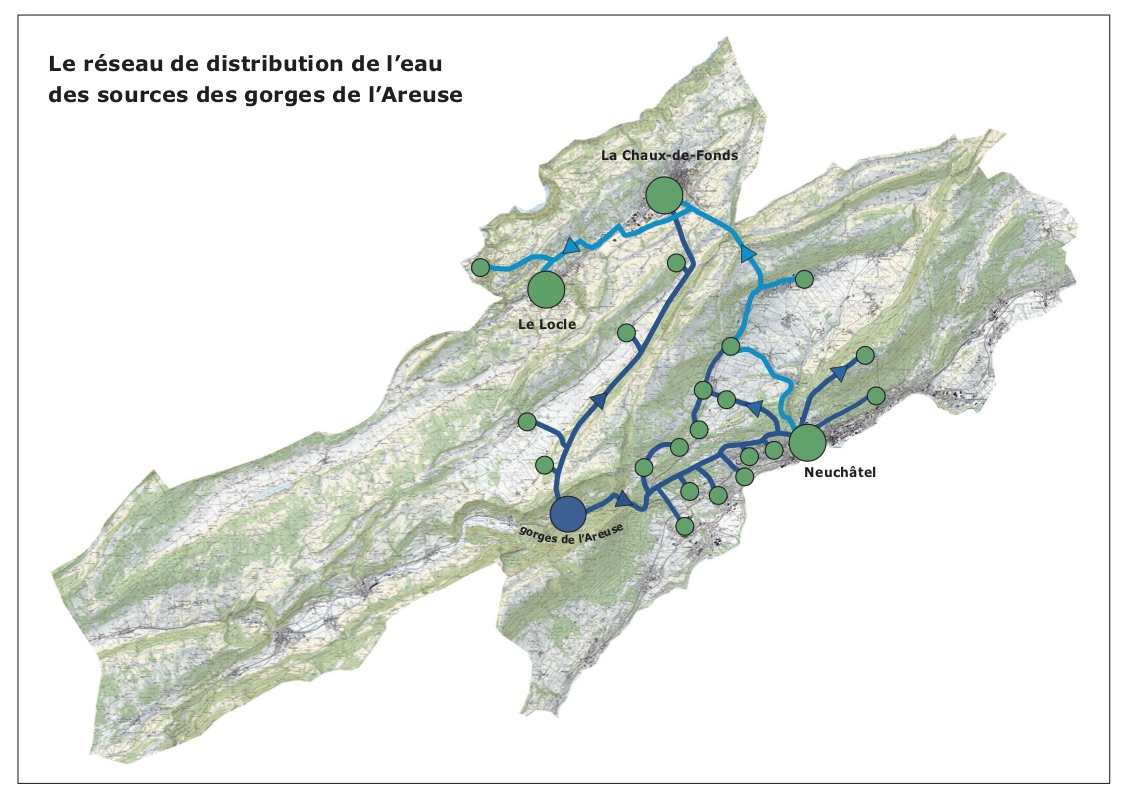 Le réseau de distribution de l’eau
des sources des gorges de l’Areuse
La Chaux-de-Fonds
Le Locle
Neuchâtel
gorges de l’Areuse